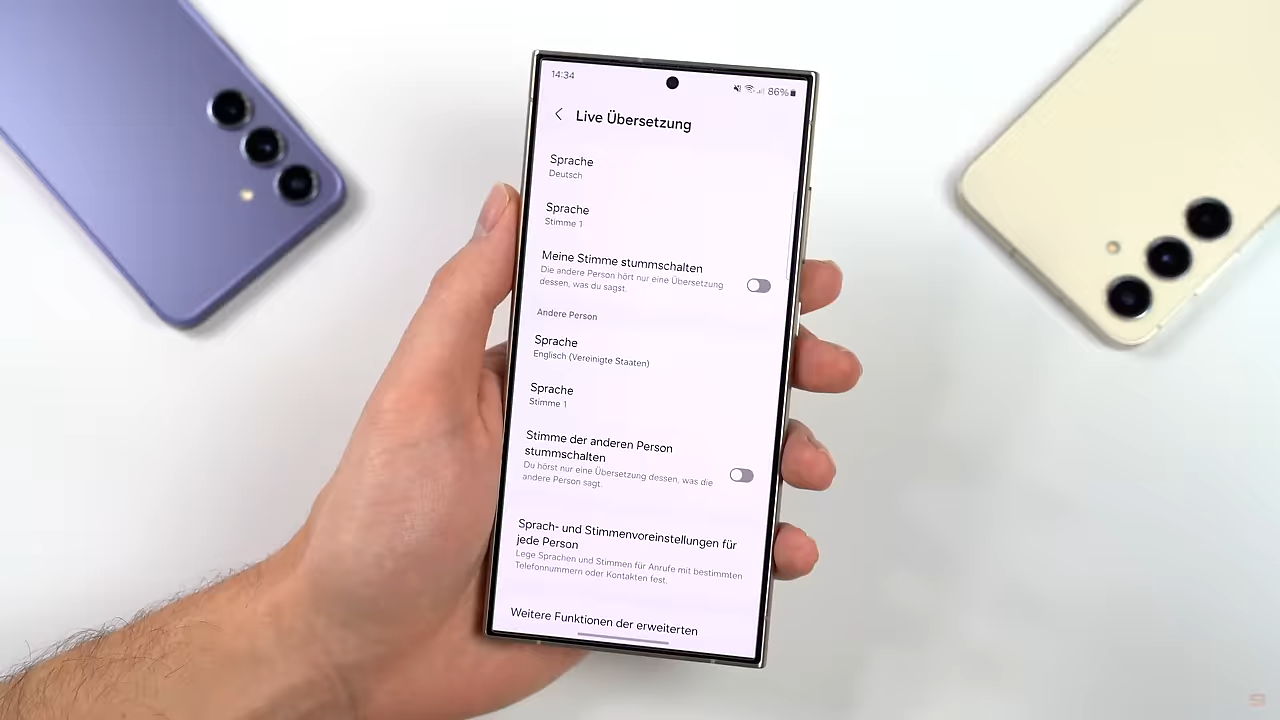 14:34
86%
Live Übersetzung
Sprache
Deutsch
Sprache
Stimme 1
Meine Stimme stummschalten
Die andere Person hört nur eine Übersetzung
dessen, was du sagst.
Andere Person
Sprache
Englisch (Vereinigte Staaten)
Sprache
Stimme 1
Stimme der anderen Person
stummschalten
Du hörst nur eine Übersetzung dessen, was die
andere Person sagt.
Sprach- und Stimmenvoreinstellungen für
jede Person
Lege Sprachen und Stimmen für Anrufe mit bestimmten
Telefonnummern oder Kontakten fest.
Weitere Funktionen der erweiterten